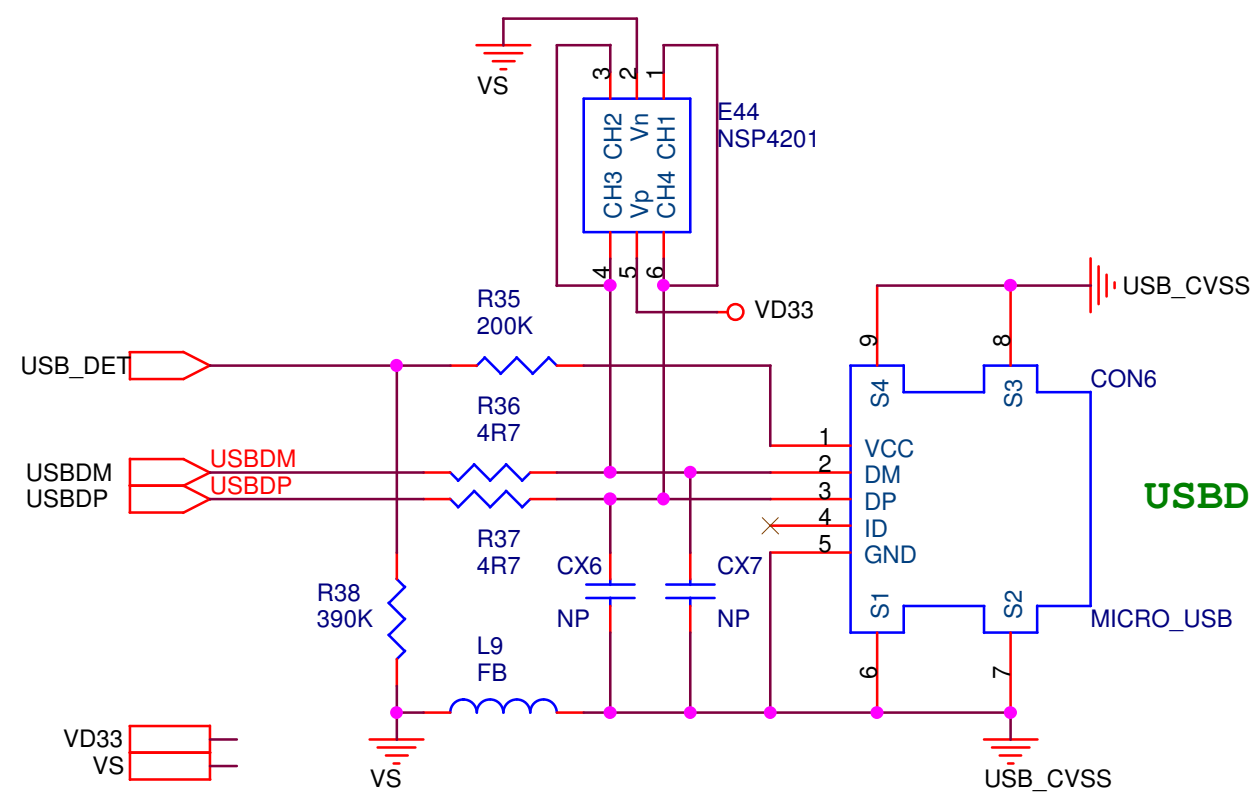 VS
3
2
1
CH2
Vn
CH1
CH3
Vp
CH4
E44
NSP4201
4
5
6
VD33
USB_CVSS
R35
200K
USB_DET
9
8
S4
S3
CON6
R36
4R7
1
VCC
USBDM
USBDM
2
DM
USBDP
USBDP
3
DP
USBD
4
ID
5
GND
R37
4R7
CX6
CX7
R38
390K
NP
NP
S1
S2
MICRO_USB
L9
FB
6
7
VD33
VS
VS
USB_CVSS